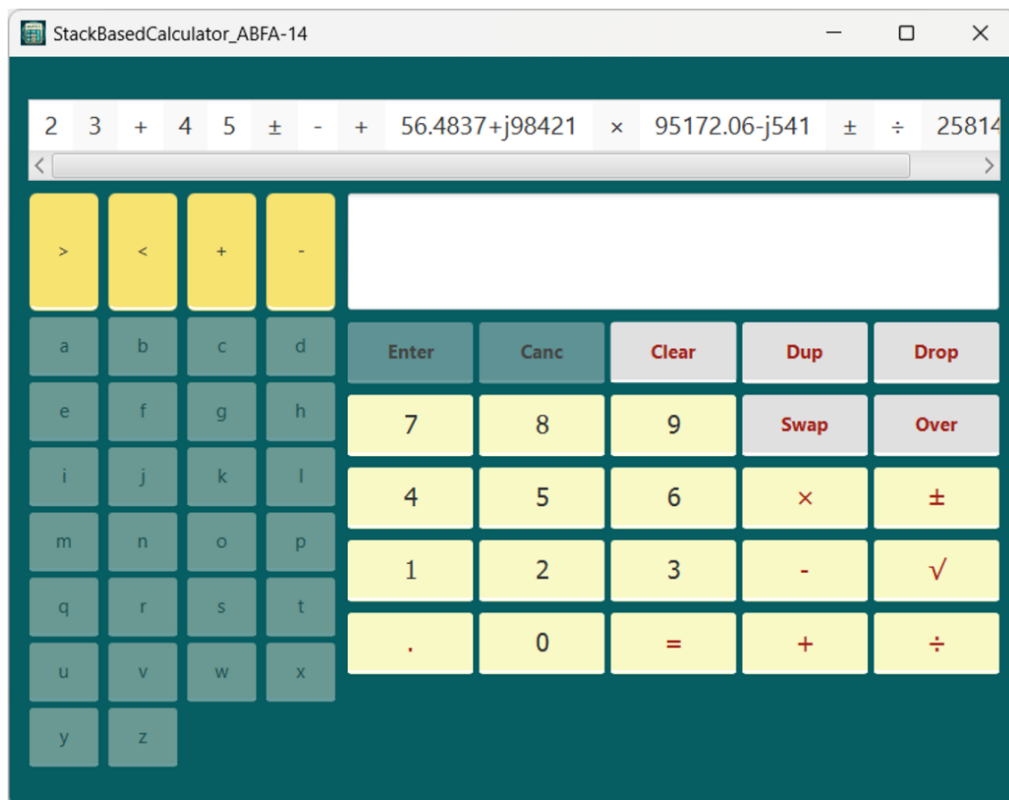 StackBasedCalculator_ABFA-14
2 3 + 4 5 ± - + 56.4837+j98421 × 95172.06-j541 ± ÷ 25814
> < + -
a b c d Enter Canc Clear Dup Drop
e f g h 7 8 9 Swap Over
i j k l 4 5 6 × ±
m n o p 1 2 3 - √
q r s t . 0 = + ÷
u v w x
y z